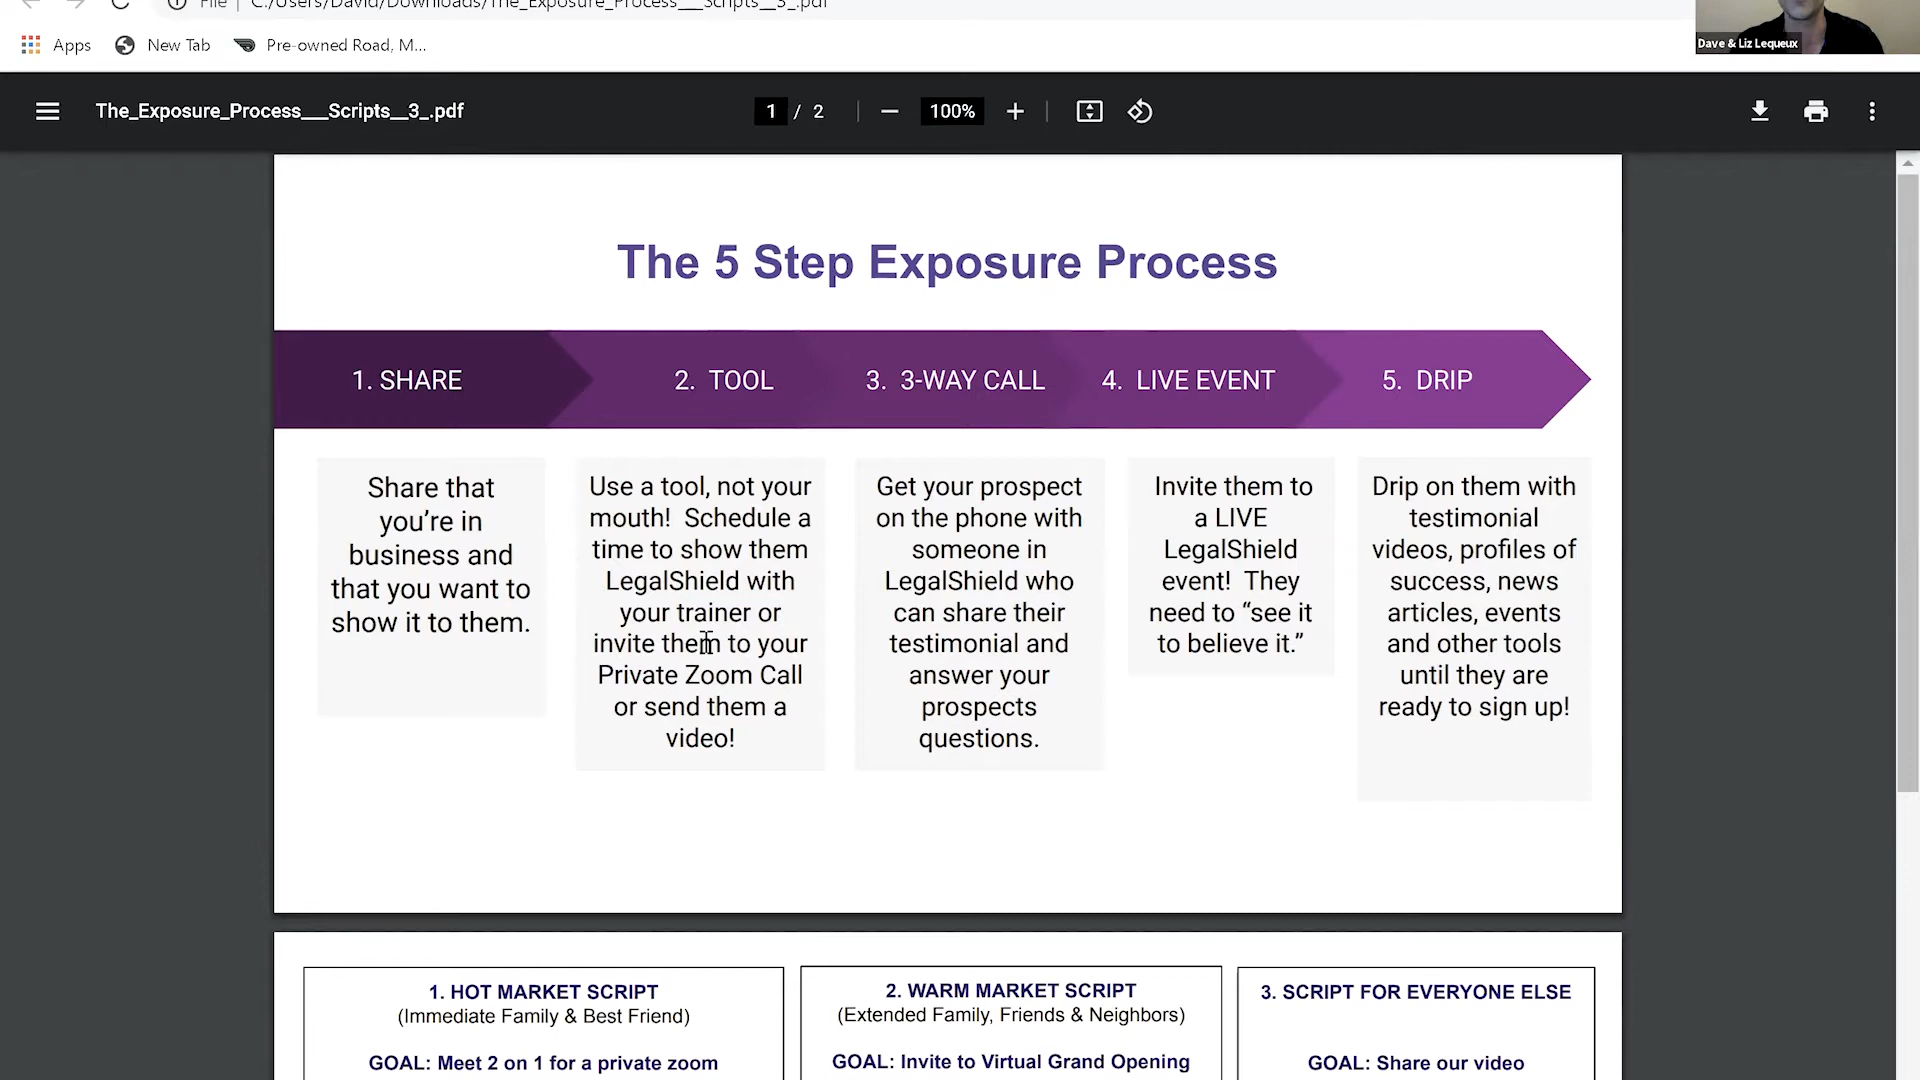 File | C:/Users/David/Downloads/The_Exposure_Process___Scripts__3_.pdf
Apps New Tab Pre-owned Road, M...
Dave & Liz Lequeux
The_Exposure_Process___Scripts__3_.pdf 1 / 2 100%
The 5 Step Exposure Process
1. SHARE
2. TOOL
3. 3-WAY CALL
4. LIVE EVENT
5. DRIP
Share that
you're in
business and
that you want to
show it to them.
Use a tool, not your
mouth! Schedule a
time to show them
LegalShield with
your trainer or
invite them to your
Private Zoom Call
or send them a
video!
Get your prospect
on the phone with
someone in
LegalShield who
can share their
testimonial and
answer your
prospects
questions.
Invite them to
a LIVE
LegalShield
event! They
need to “see it
to believe it.”
Drip on them with
testimonial
videos, profiles of
success, news
articles, events
and other tools
until they are
ready to sign up!
1. HOT MARKET SCRIPT
(Immediate Family & Best Friend)
GOAL: Meet 2 on 1 for a private zoom
2. WARM MARKET SCRIPT
(Extended Family, Friends & Neighbors)
GOAL: Invite to Virtual Grand Opening
3. SCRIPT FOR EVERYONE ELSE
GOAL: Share our video